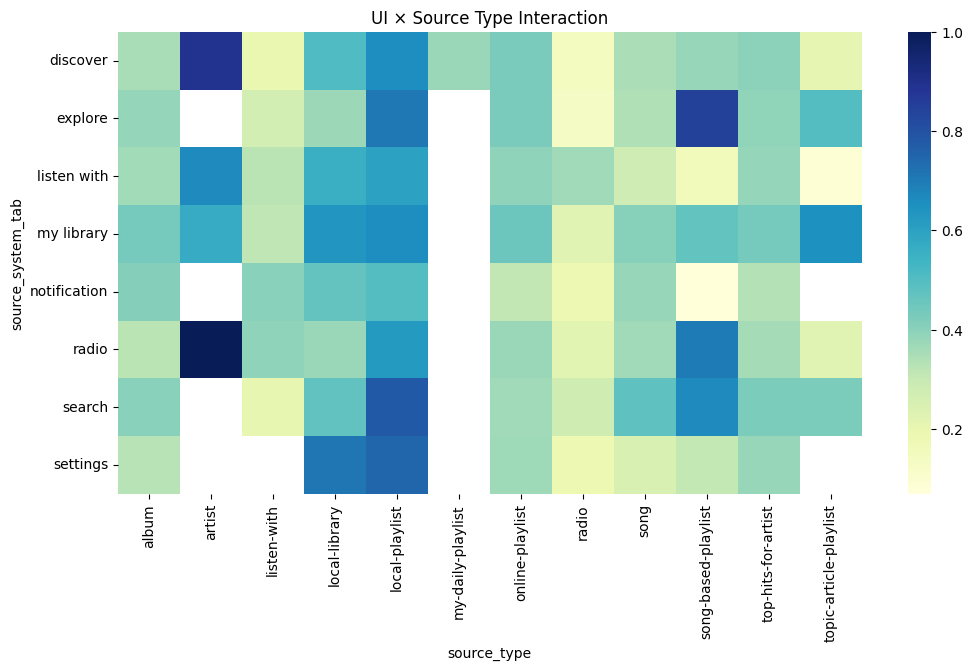 UI × Source Type Interaction
source_system_tab
discover
explore
listen with
my library
notification
radio
search
settings
album
artist
listen-with
local-library
local-playlist
my-daily-playlist
online-playlist
radio
song
song-based-playlist
top-hits-for-artist
topic-article-playlist
source_type
1.0
0.8
0.6
0.4
0.2